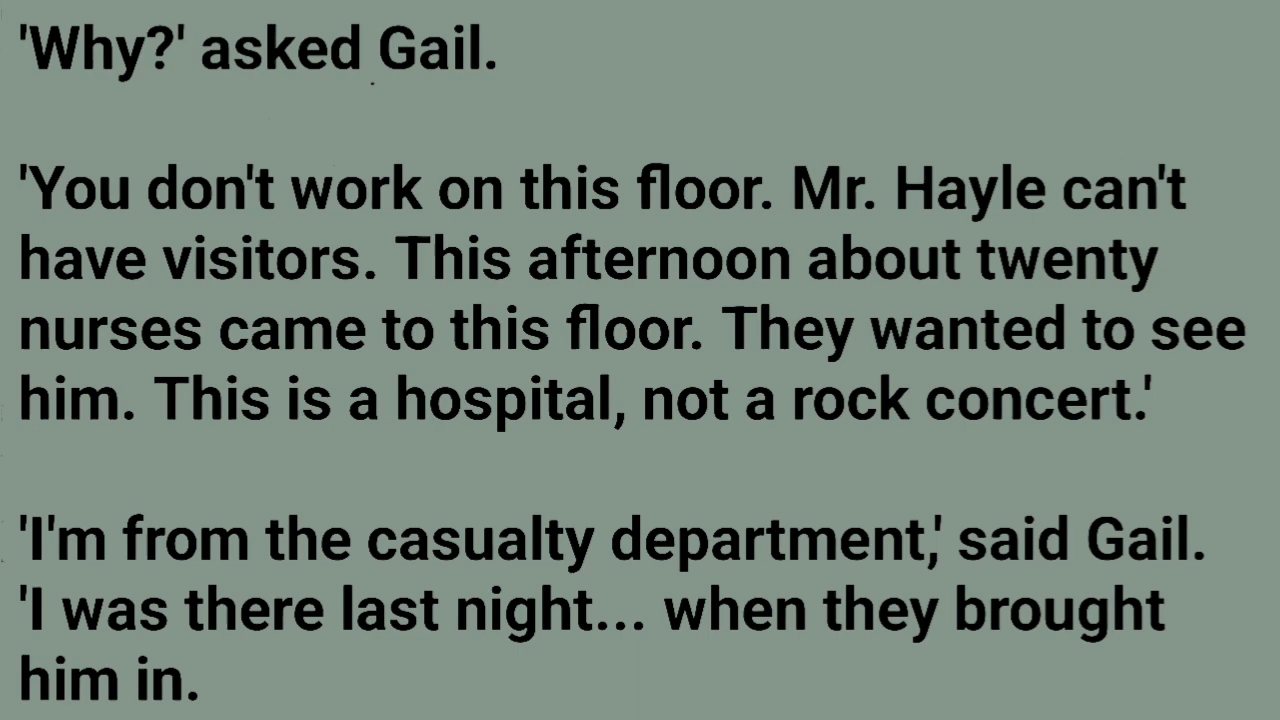 'Why?' asked Gail.
'You don't work on this floor. Mr. Hayle can't
have visitors. This afternoon about twenty
nurses came to this floor. They wanted to see
him. This is a hospital, not a rock concert.'
'I'm from the casualty department,' said Gail.
'I was there last night... when they brought
him in.